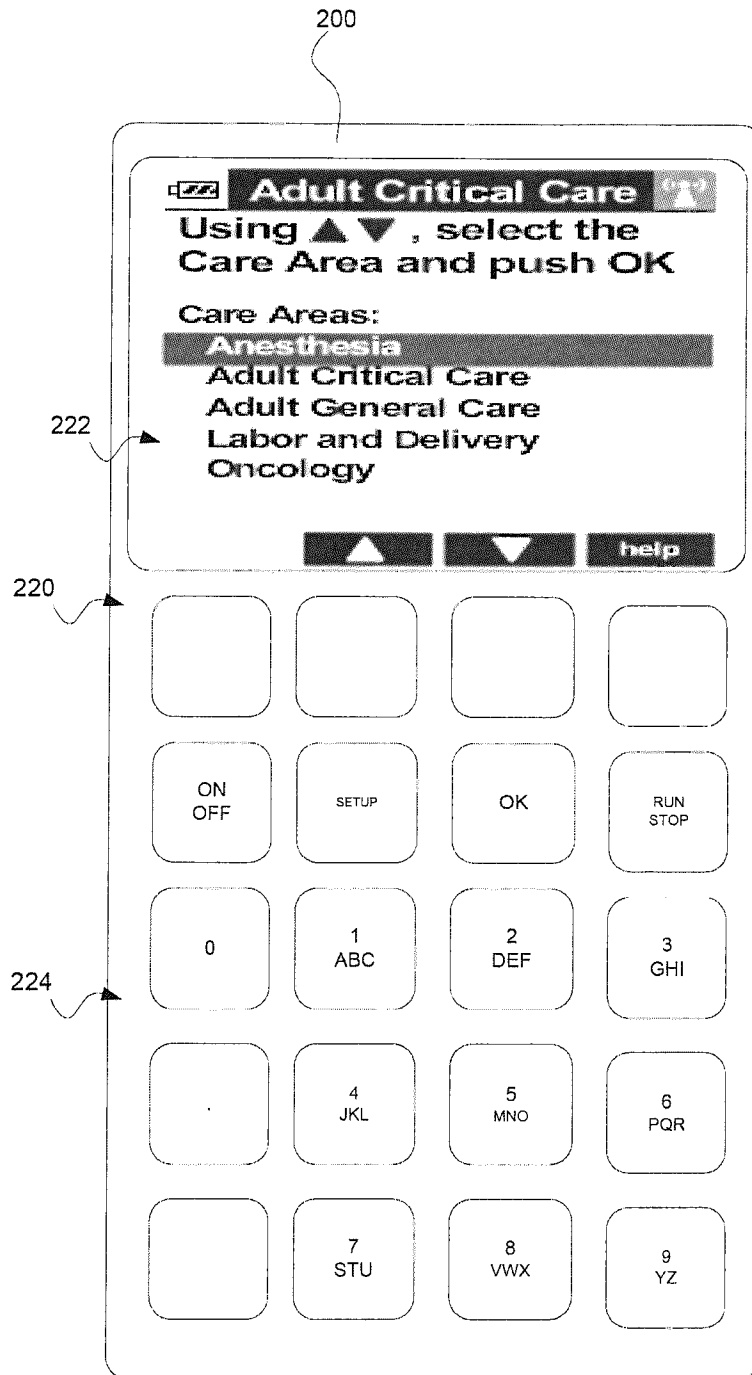 200
Adult Critical Care
Using ▲ ▼ , select the
Care Area and push OK
Care Areas:
Anesthesia
Adult Critical Care
Adult General Care
222
Labor and Delivery
Oncology
▲ ▼ help
220
ON
OFF
SETUP
OK
RUN
STOP
0
1
ABC
2
DEF
3
GHI
224
.
4
JKL
5
MNO
6
PQR
7
STU
8
VWX
9
YZ